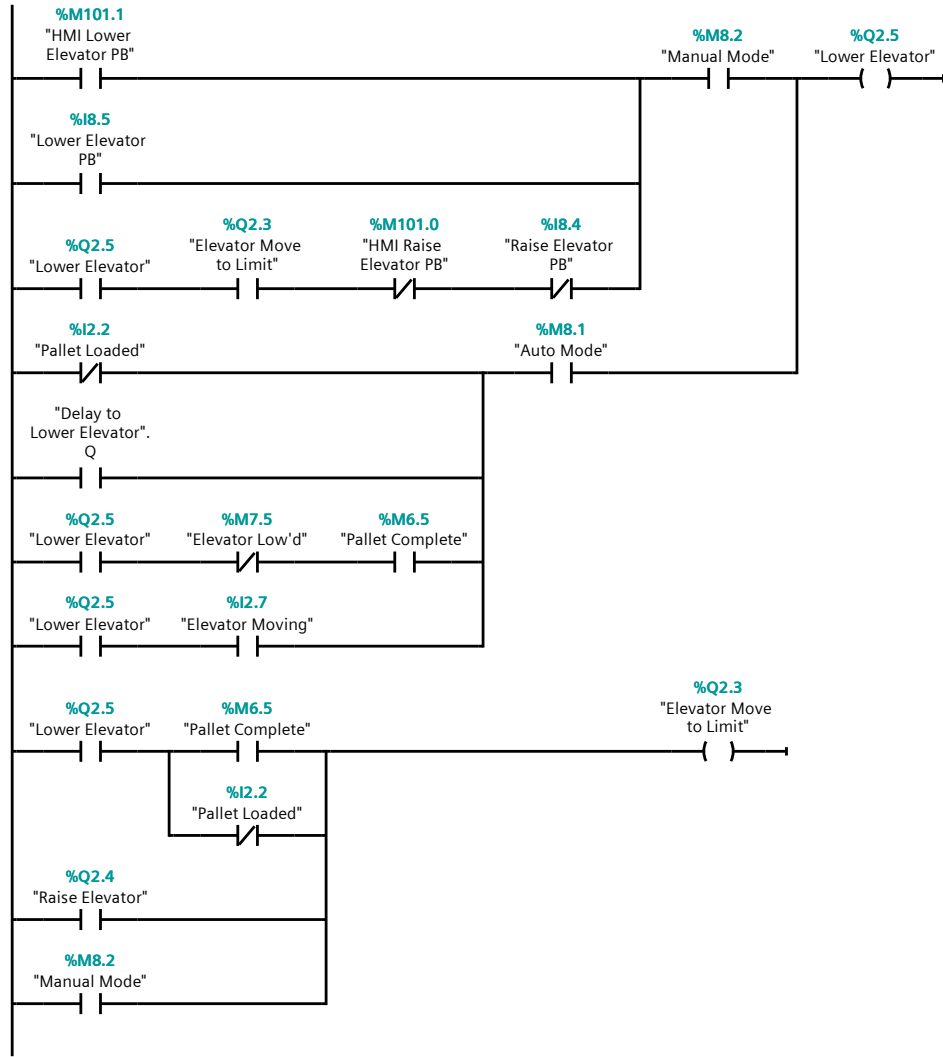 %M101.1
"HMI Lower
Elevator PB"
%M8.2
"Manual Mode"
%Q2.5
"Lower Elevator"
%I8.5
"Lower Elevator
PB"
%Q2.5
"Lower Elevator"
%Q2.3
"Elevator Move
to Limit"
%M101.0
"HMI Raise
Elevator PB"
%I8.4
"Raise Elevator
PB"
%I2.2
"Pallet Loaded"
%M8.1
"Auto Mode"
"Delay to
Lower Elevator".
Q
%Q2.5
"Lower Elevator"
%M7.5
"Elevator Low'd"
%M6.5
"Pallet Complete"
%Q2.5
"Lower Elevator"
%I2.7
"Elevator Moving"
%Q2.5
"Lower Elevator"
%M6.5
"Pallet Complete"
%Q2.3
"Elevator Move
to Limit"
%I2.2
"Pallet Loaded"
%Q2.4
"Raise Elevator"
%M8.2
"Manual Mode"